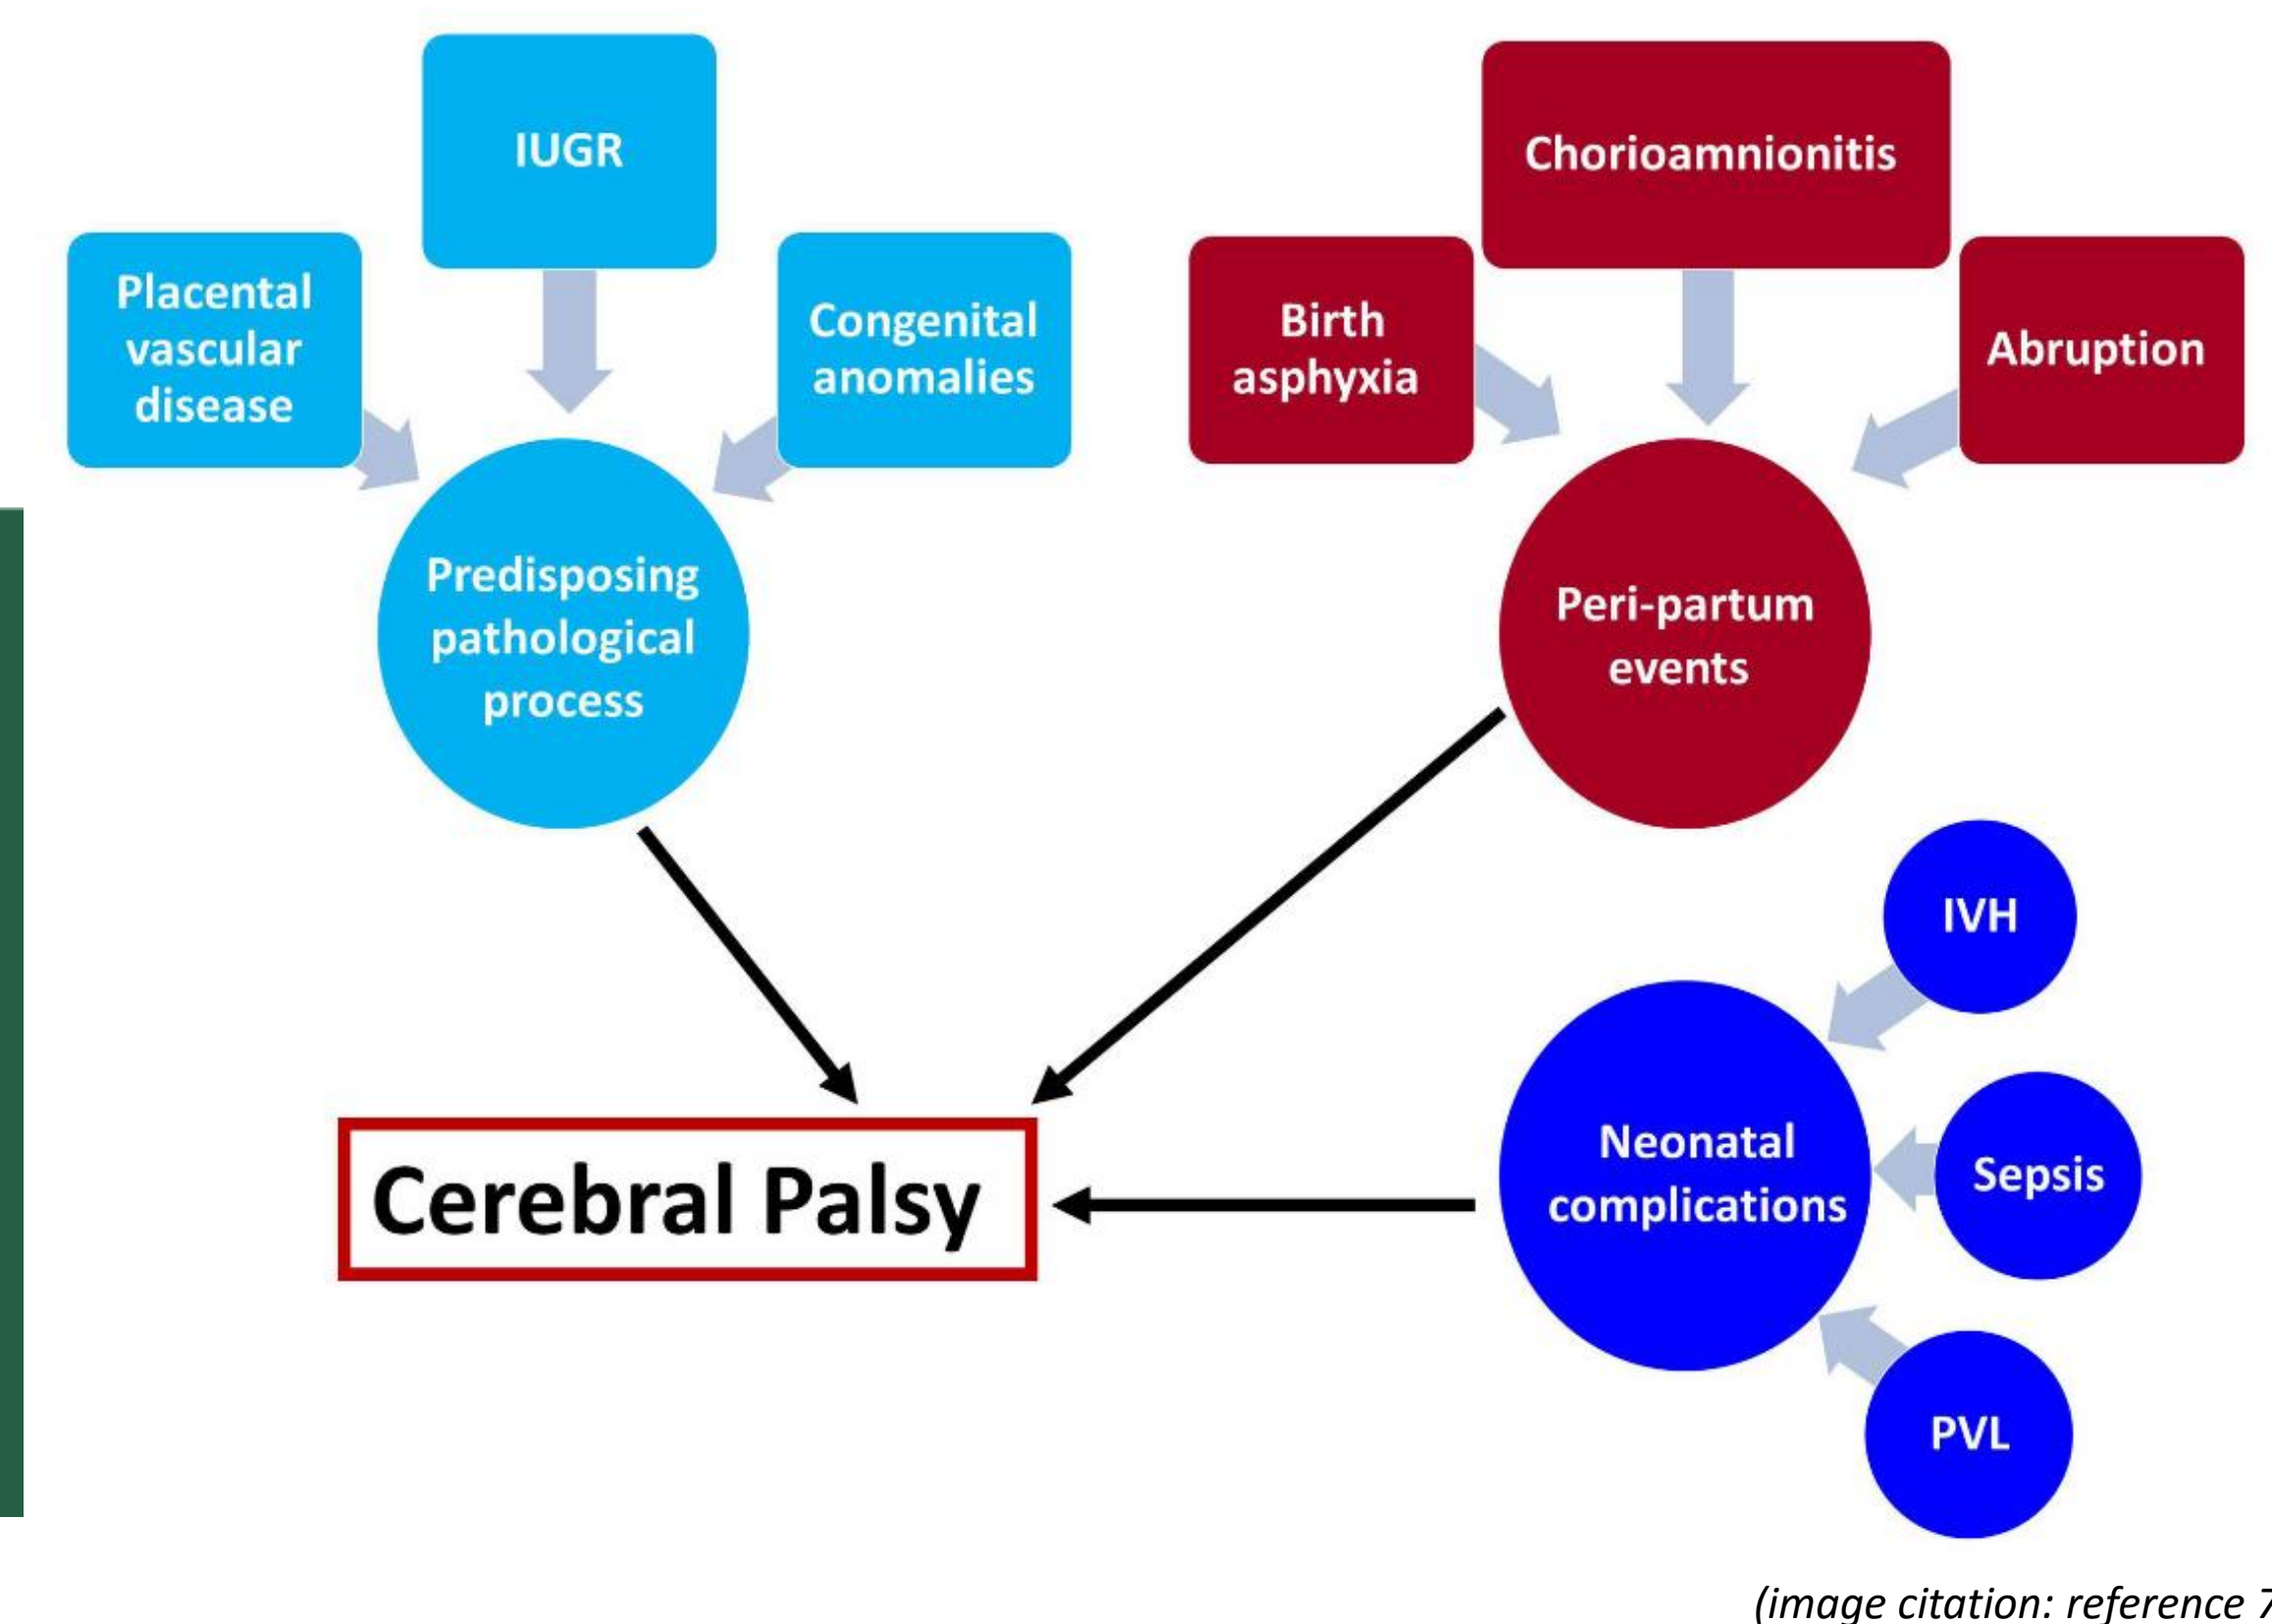 IUGR
Placental
vascular
disease
Congenital
anomalies
Predisposing
pathological
process
Chorioamnionitis
Birth
asphyxia
Abruption
Peri-partum
events
IVH
Neonatal
complications
Sepsis
PVL
Cerebral Palsy
(image citation: reference 7